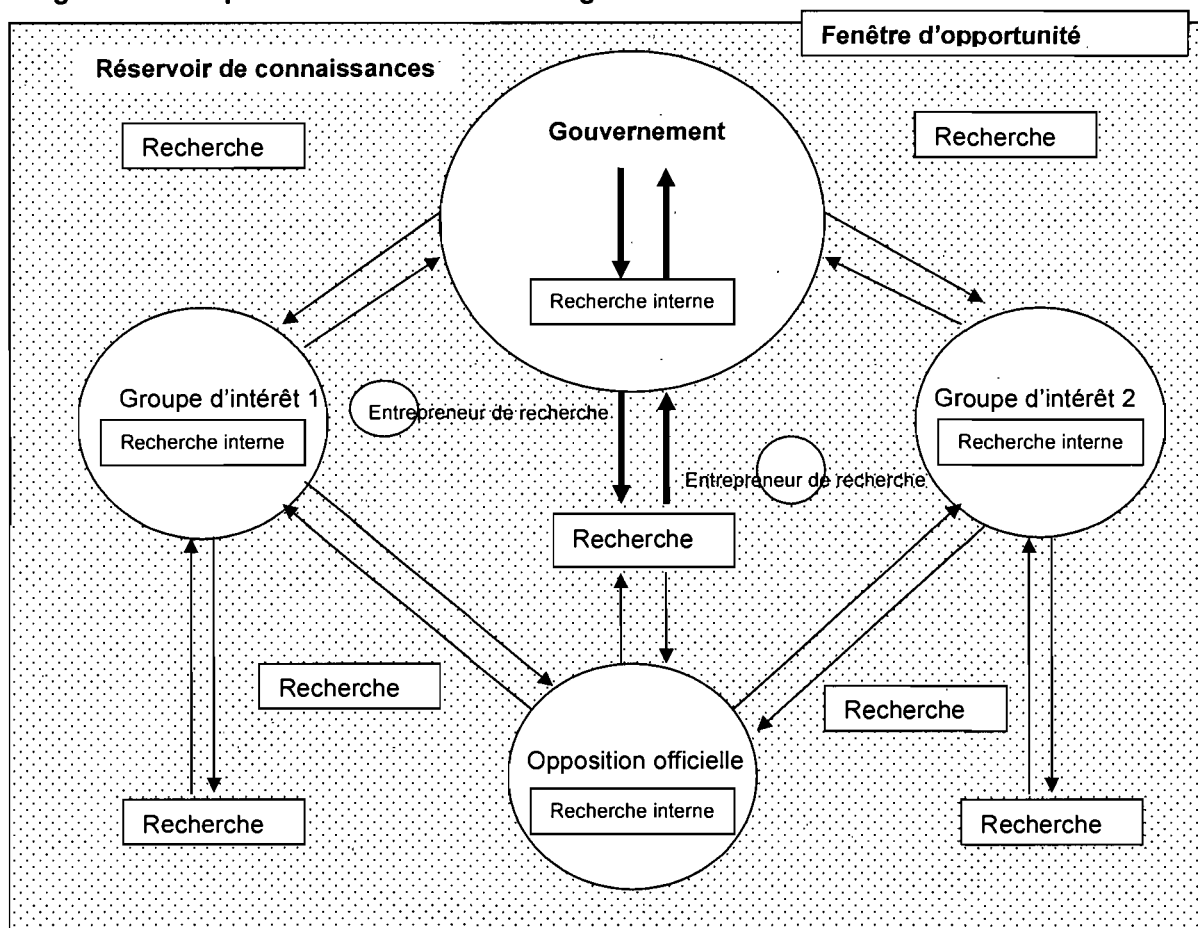 Fenêtre d'opportunité
Réservoir de connaissances
Recherche
Gouvernement
Recherche
Recherche interne
Groupe d'intérêt 1
Recherche interne
Entrepreneur de recherche
Groupe d'intérêt 2
Recherche interne
Entrepreneur de recherche
Recherche
Recherche
Recherche
Opposition officielle
Recherche interne
Recherche
Recherche